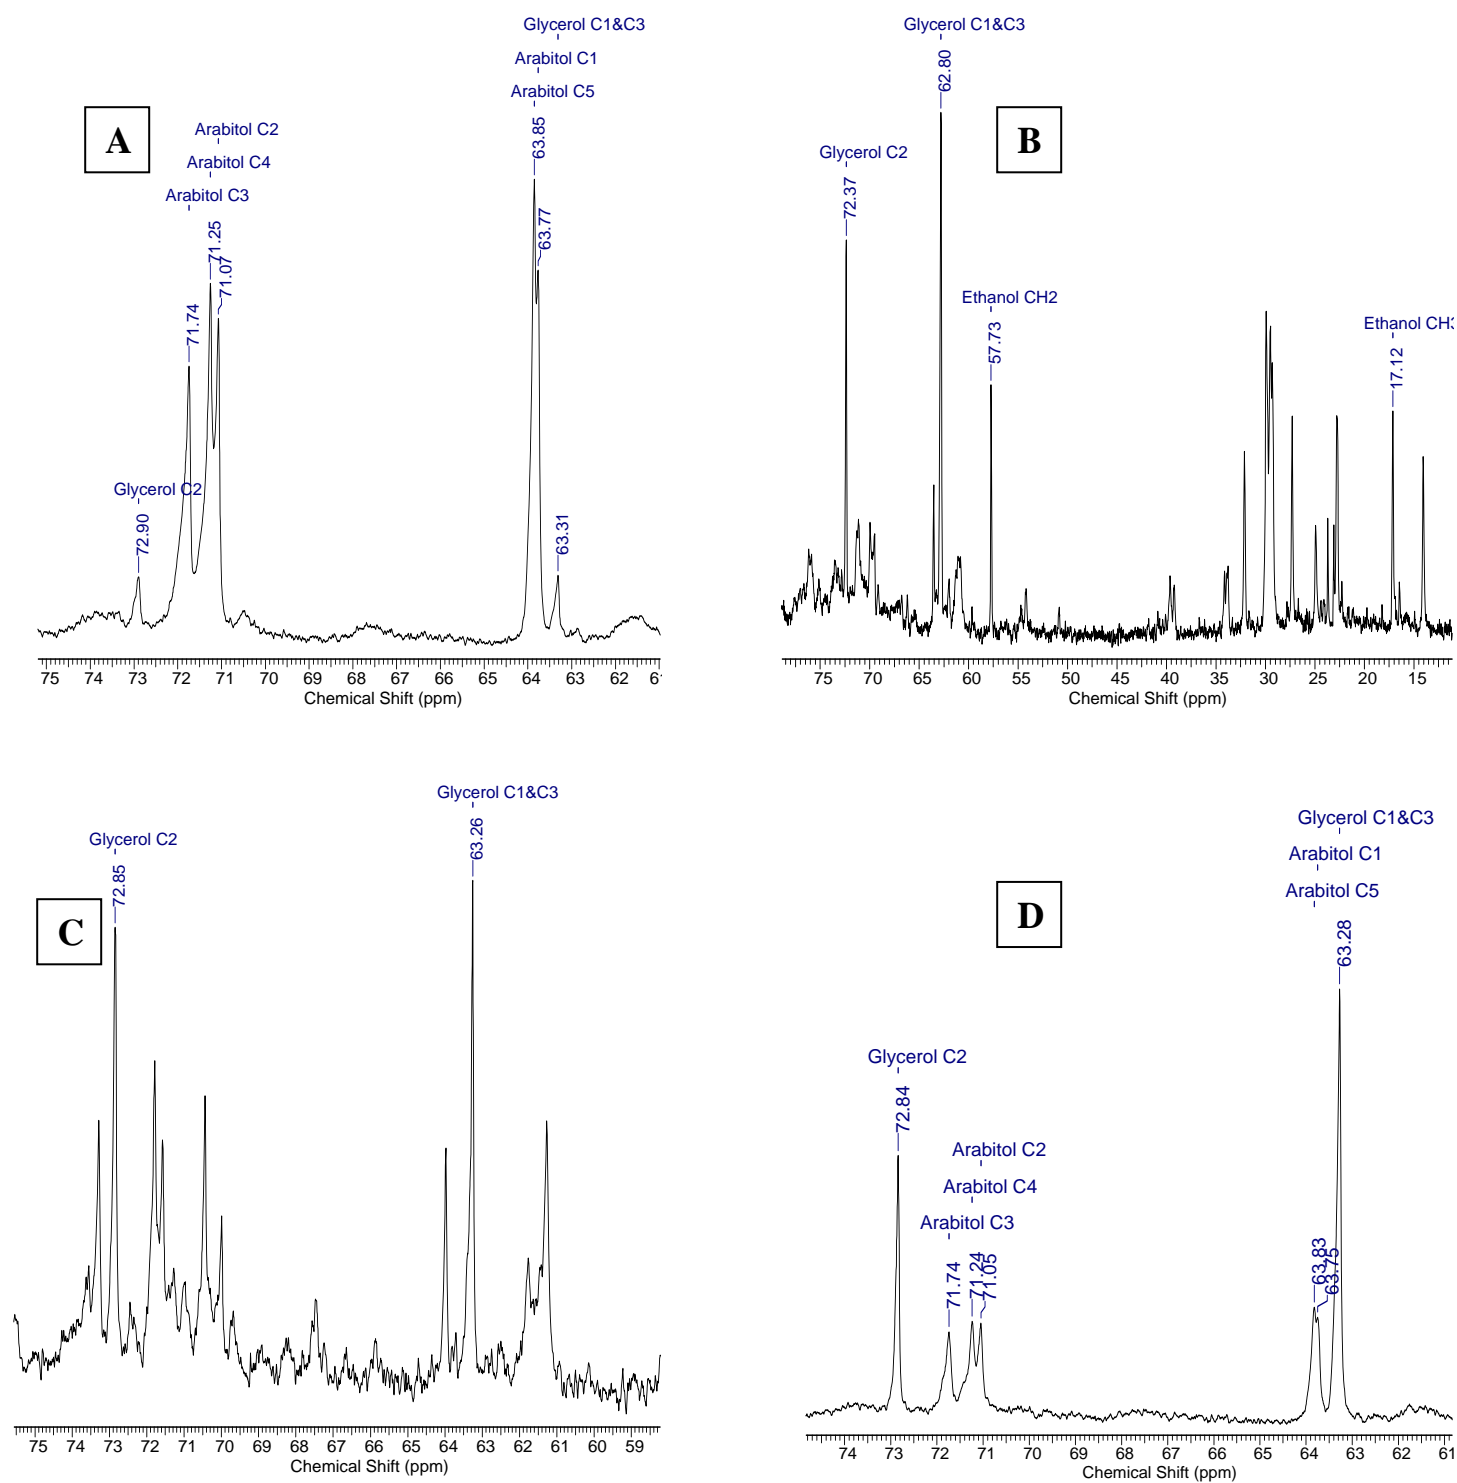 Glycerol C1&C3
Arabitol C1
Arabitol C5
63.85
63.77
63.31
A
Arabitol C2
Arabitol C4
Arabitol C3
71.25
71.07
71.74
Glycerol C2
72.90
75 74 73 72 71 70 69 68 67 66 65 64 63 62 61
Chemical Shift (ppm)
Glycerol C1&C3
62.80
B
Glycerol C2
72.37
Ethanol CH2
57.73
Ethanol CH3
17.12
75 70 65 60 55 50 45 40 35 30 25 20 15
Chemical Shift (ppm)
Glycerol C1&C3
63.26
Glycerol C2
72.85
C
75 74 73 72 71 70 69 68 67 66 65 64 63 62 61 60 59
Chemical Shift (ppm)
Glycerol C1&C3
Arabitol C1
Arabitol C5
D
63.28
Glycerol C2
72.84
Arabitol C2
Arabitol C4
Arabitol C3
71.74
71.24
71.05
63.83
63.75
74 73 72 71 70 69 68 67 66 65 64 63 62 61
Chemical Shift (ppm)